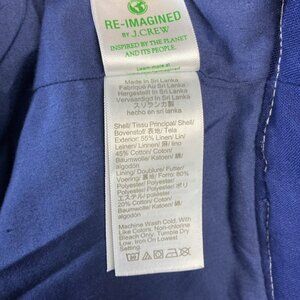 RE-IMAGINED
BY J.CREW
INSPIRED BY THE PLANET
AND ITS PEOPLE.
Learn more at
Made In Sri Lanka
Fabriqué Au Sri Lanka
Hergestellt In Sri Lanka
Vervaardigd In Sri Lanka
スリランカ製
hecho en sri lanka
Shell/Tissu Principal/Shell/
Bovenstof/表地/Tela
Exterior: 55% Linen/Lin/
Leinen/Linnen/麻/lino
45% Cotton/Coton/
Baumwolle/Katoen/綿/
algodón
Lining/Doublure/Futter/
Voering/裏地/Forro: 80%
Polyester/Polyester/
Polyester/Polyester/ポリ
エステル/poliéster
20% Cotton/Coton/
Baumwolle/Katoen/綿/
algodón
Machine Wash Cold, With
Like Colors. Non-chlorine
Bleach Only. Tumble Dry
Low. Iron On Lowest
Setting.